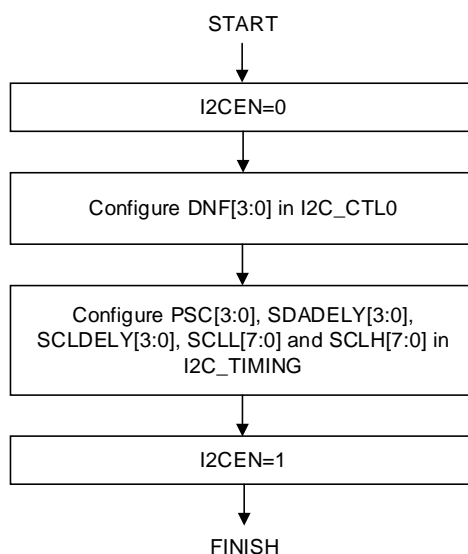 START
I2CEN=0
Configure DNF[3:0] in I2C_CTL0
Configure PSC[3:0], SDADELY[3:0],
SCLDELY[3:0], SCLL[7:0] and SCLH[7:0] in
I2C_TIMING
I2CEN=1
FINISH